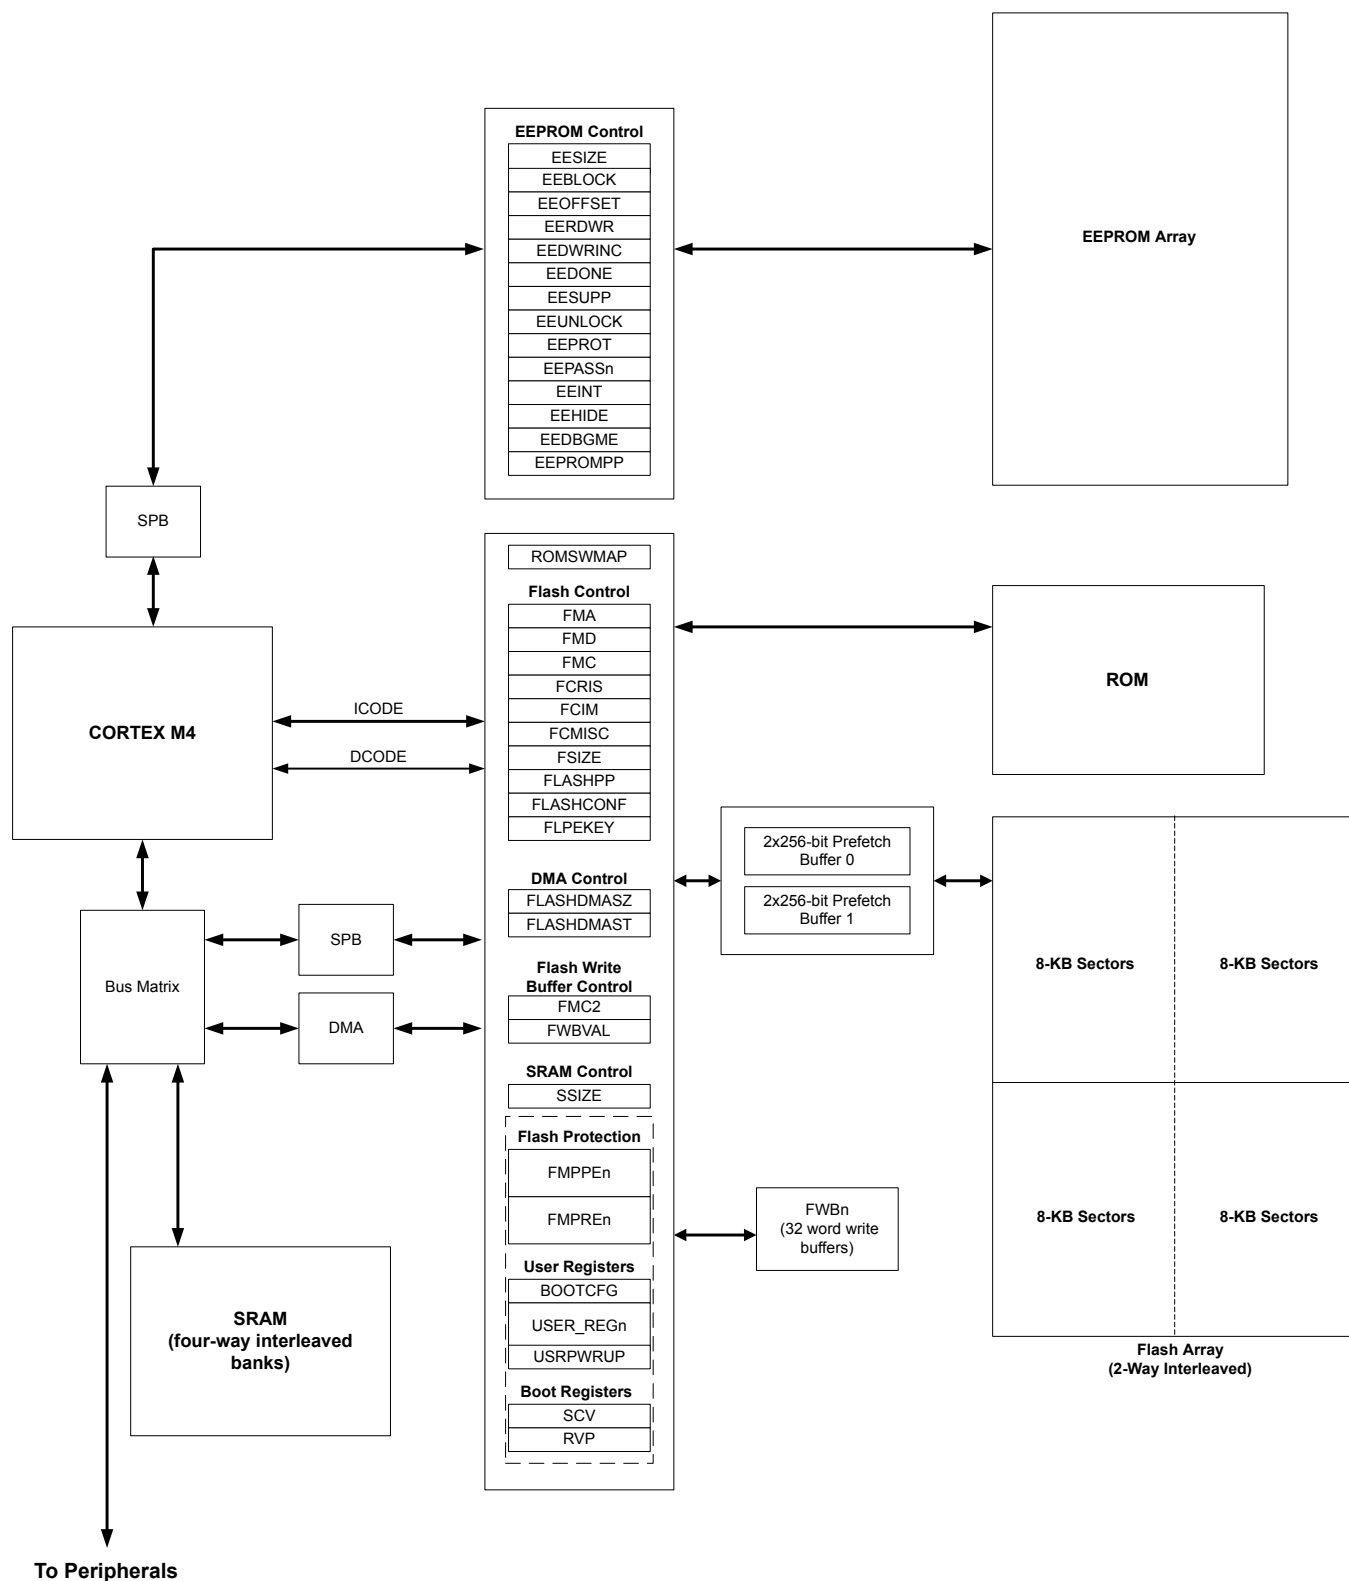 EEPROM Control
EESIZE
EEBLOCK
EEOFFSET
EERDWR
EEDWRINC
EEDONE
EESUPP
EEUNLOCK
EEPROT
EEPASSn
EEINT
EEHIDE
EEDBGME
EEPROMPP
EEPROM Array
SPB
CORTEX M4
ICODE
DCODE
ROMSWMAP
Flash Control
FMA
FMD
FMC
FCRIS
FCIM
FCMISC
FSIZE
FLASHPP
FLASHCONF
FLPEKEY
ROM
2x256-bit Prefetch
Buffer 0
2x256-bit Prefetch
Buffer 1
DMA Control
FLASHDMASZ
FLASHDMAST
Bus Matrix
SPB
DMA
Flash Write
Buffer Control
FMC2
FWBVAL
8-KB Sectors
8-KB Sectors
SRAM Control
SSIZE
Flash Protection
FMPPEn
FMPREn
FWBn
(32 word write
buffers)
8-KB Sectors
8-KB Sectors
User Registers
BOOTCFG
USER_REGn
USRPWRUP
SRAM
(four-way interleaved
banks)
Flash Array
(2-Way Interleaved)
Boot Registers
SCV
RVP
To Peripherals